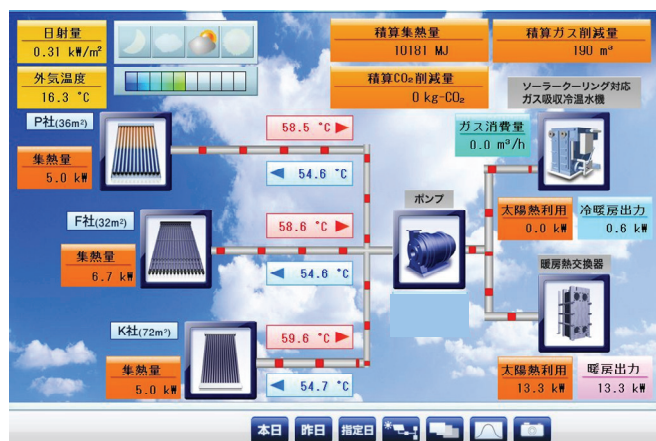 日射量
0.31 kW/m²
積算集熱量
10181 MJ
積算ガス削減量
190 m³
外気温度
16.3 °C
積算CO₂削減量
0 kg-CO₂
ソーラークーリング対応
ガス吸収冷温水機
P社(36m²)
58.5 °C
ガス消費量
0.0 m³/h
集熱量
5.0 kW
54.6 °C
ポンプ
F社(32m²)
58.6 °C
太陽熱利用
0.0 kW
冷暖房出力
0.6 kW
集熱量
6.7 kW
54.6 °C
暖房熱交換器
K社(72m²)
59.6 °C
集熱量
5.0 kW
54.7 °C
太陽熱利用
13.3 kW
暖房出力
13.3 kW
本日
昨日
指定日